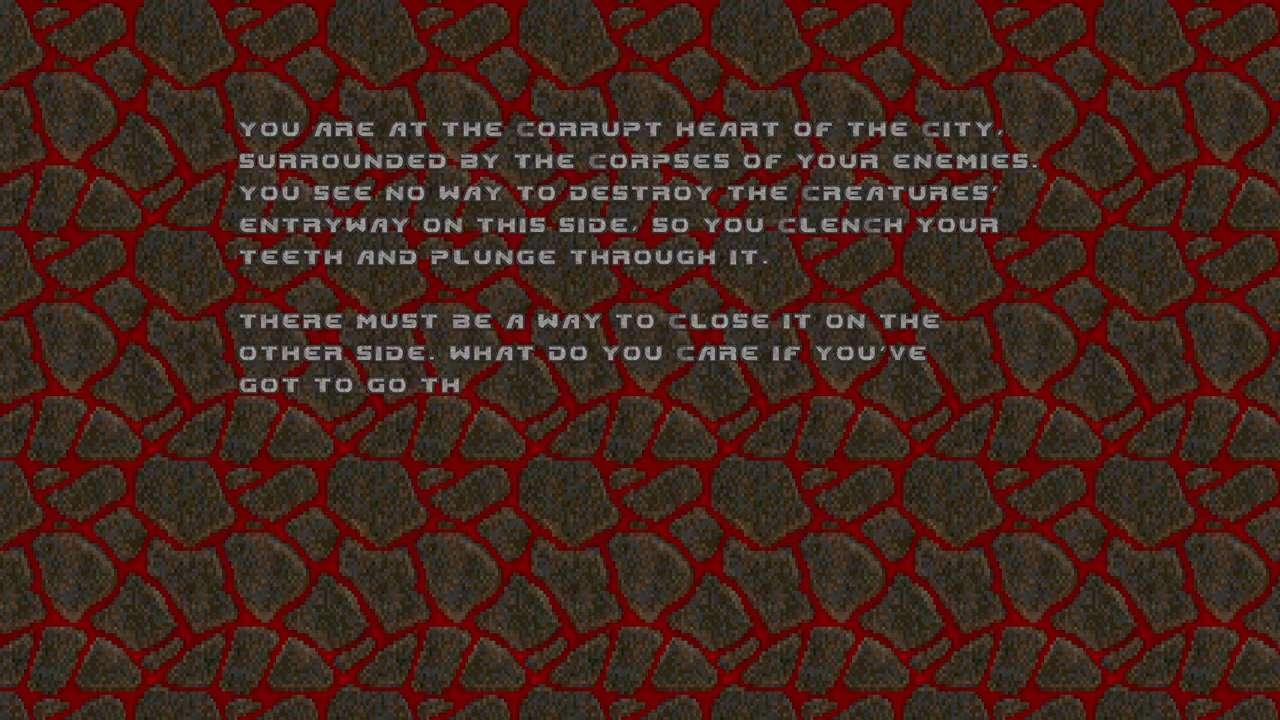 YOU ARE AT THE CORRUPT HEART OF THE CITY,
SURROUNDED BY THE CORPSES OF YOUR ENEMIES.
YOU SEE NO WAY TO DESTROY THE CREATURES'
ENTRYWAY ON THIS SIDE, SO YOU CLENCH YOUR
TEETH AND PLUNGE THROUGH IT.
THERE MUST BE A WAY TO CLOSE IT ON THE
OTHER SIDE. WHAT DO YOU CARE IF YOU'VE
GOT TO GO TH